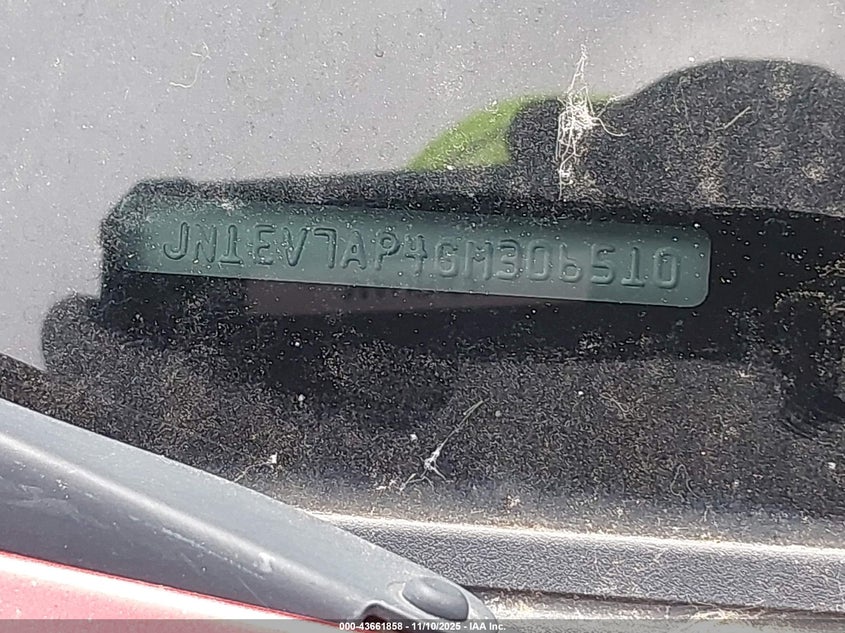 JN1EV7AP4GM306510
000-43661858 - 11/10/2025 - IAA Inc.